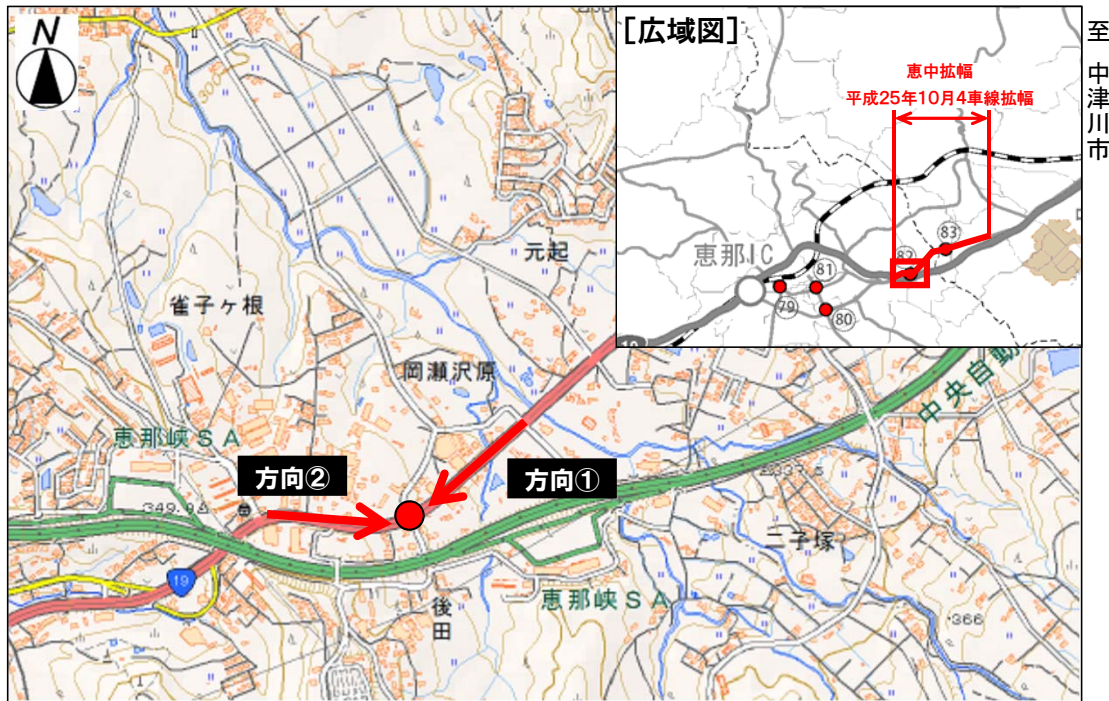 N
[広域図]
恵中拡幅
平成25年10月4車線拡幅
恵那IC
79
80
81
82
83
至 中津川市
元起
雀子ヶ根
岡瀬沢原
中央自動
恵那峡SA
方向②
方向①
349.8
19
後田
恵那峡SA
二子塚
366